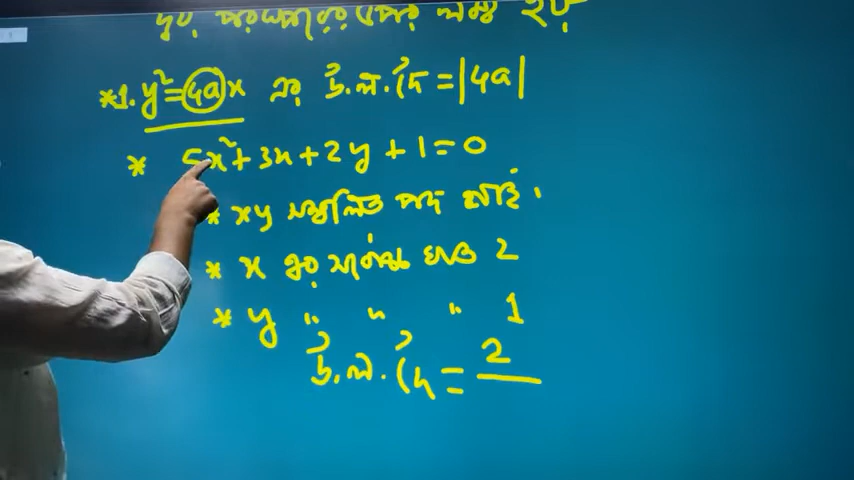 *1. y²=4ax এর উ.ল.দৈ = |4a|
* 5x²+3x+2y+1=0
* xy সম্বলিত পদ নাই।
* x এর সর্বোচ্চ ঘাত 2
* y " " " 1
উ.ল.দৈ = 2